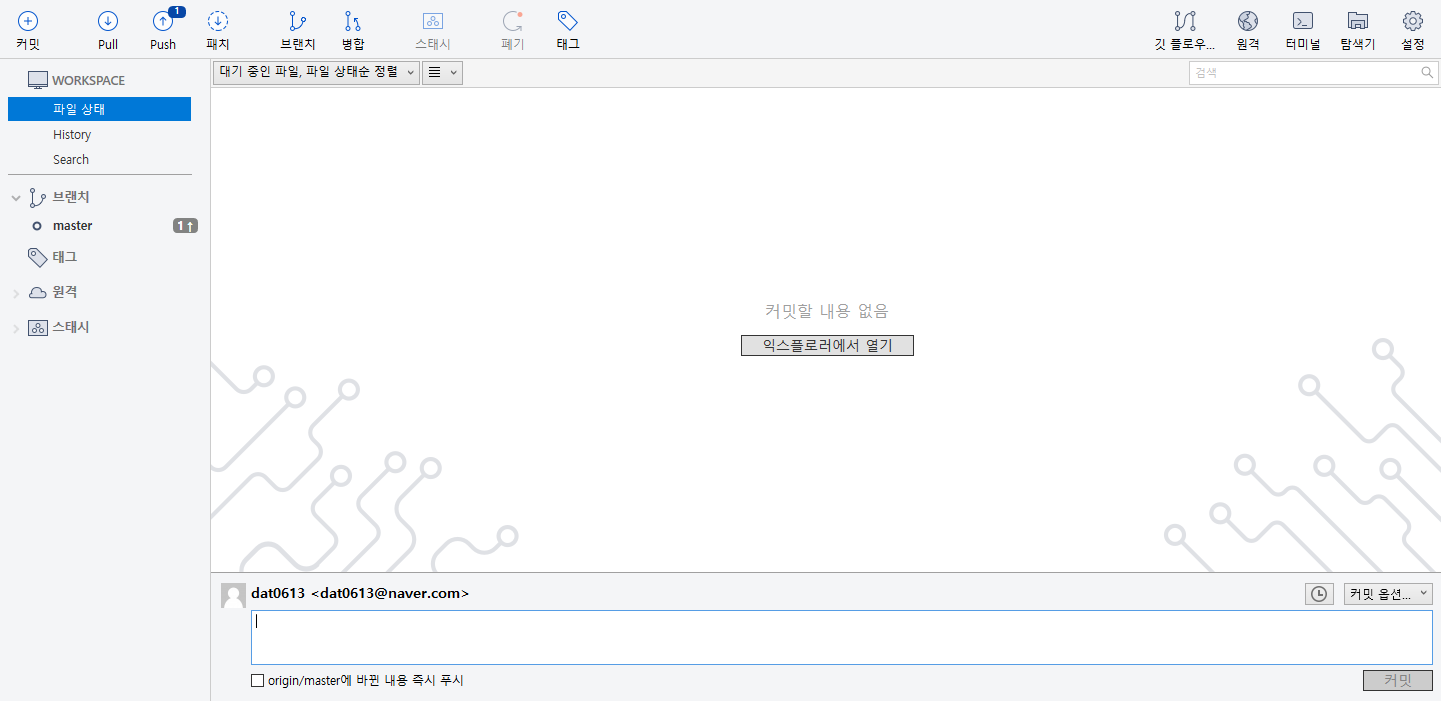 커밋
Pull
Push
1
패치
브랜치
병합
스태시
폐기
태그
깃 플로우...
원격
터미널
탐색기
설정
WORKSPACE
파일 상태
History
Search
브랜치
master
1↑
태그
원격
스태시
대기 중인 파일, 파일 상태순 정렬
검색
커밋할 내용 없음
익스플로러에서 열기
dat0613 <dat0613@naver.com>
커밋 옵션...
origin/master에 바뀐 내용 즉시 푸시
커밋